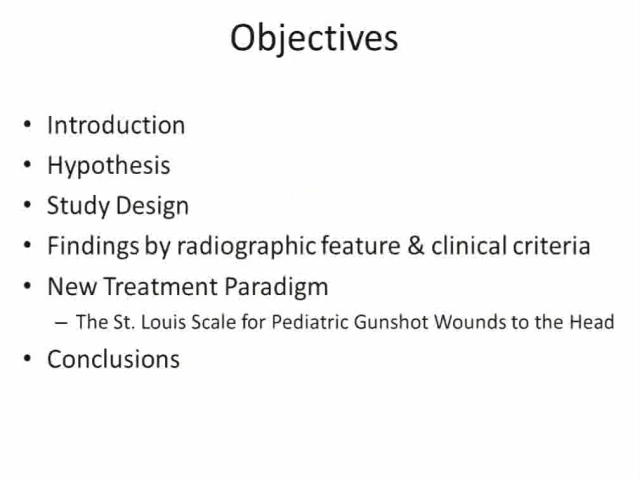 Objectives
• Introduction
• Hypothesis
• Study Design
• Findings by radiographic feature & clinical criteria
• New Treatment Paradigm
– The St. Louis Scale for Pediatric Gunshot Wounds to the Head
• Conclusions